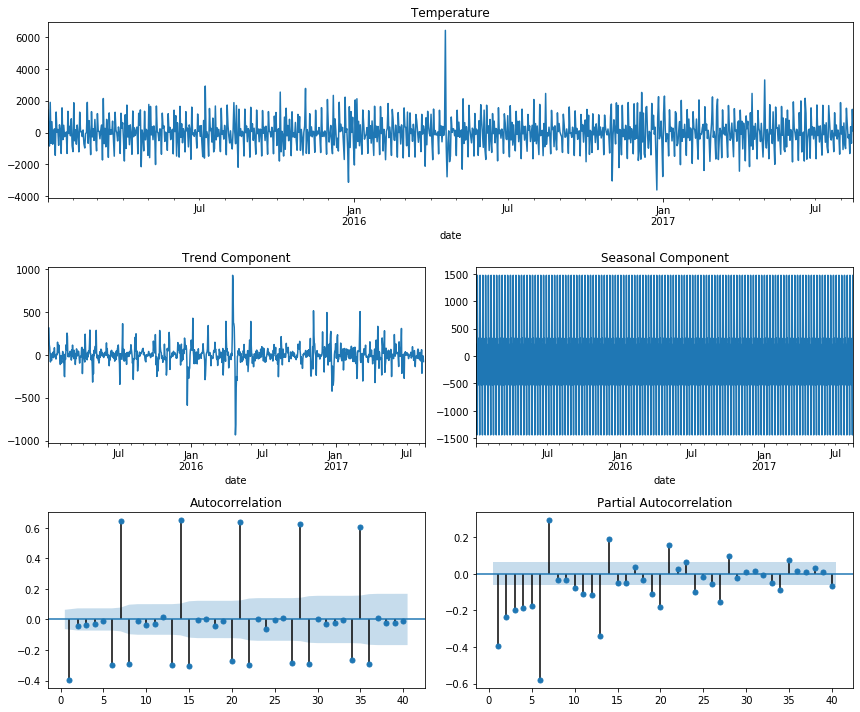 Temperature
6000
4000
2000
0
−2000
−4000
Jul
Jan
2016
Jul
Jan
2017
Jul
date
Trend Component
1000
500
0
−500
−1000
Jul
Jan
2016
Jul
Jan
2017
Jul
date
Seasonal Component
1500
1000
500
0
−500
−1000
−1500
Jul
Jan
2016
Jul
Jan
2017
Jul
date
Autocorrelation
0.6
0.4
0.2
0.0
−0.2
−0.4
0 5 10 15 20 25 30 35 40
Partial Autocorrelation
0.2
0.0
−0.2
−0.4
−0.6
0 5 10 15 20 25 30 35 40